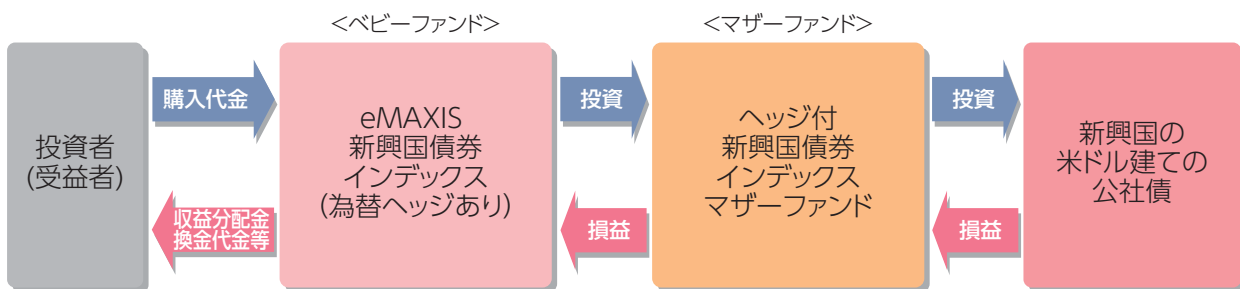 <ベビーファンド>
<マザーファンド>
投資者
(受益者)
購入代金
収益分配金
換金代金等
eMAXIS
新興国債券
インデックス
(為替ヘッジあり)
投資
損益
ヘッジ付
新興国債券
インデックス
マザーファンド
投資
損益
新興国の
米ドル建ての
公社債